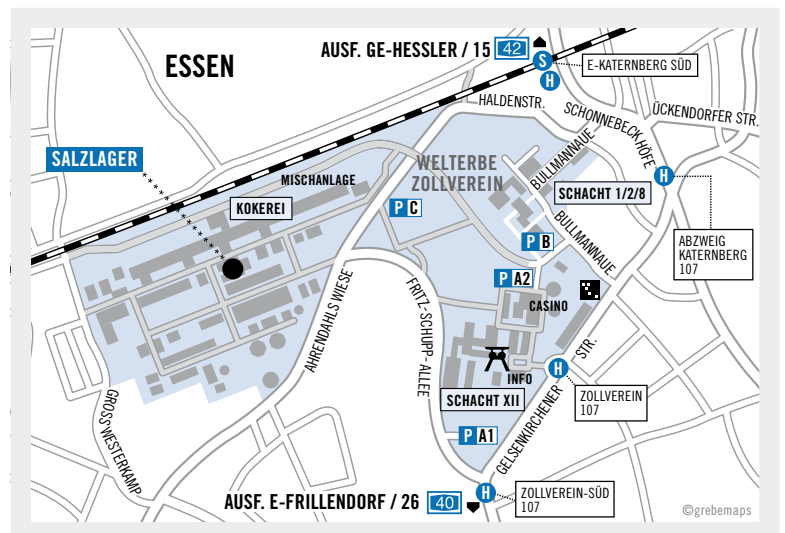 ESSEN
AUSF. GE-HESSLER / 15 42
S
H
E-KATERNBERG SÜD
HALDENSTR.
SCHONNEBECKHÖFE
ÜCKENDORFER STR.
SALZLAGER
MISCHANLAGE
WELTERBE
ZOLLVEREIN
BULLMANNAUE
H
KOKEREI
SCHACHT 1/2/8
P C
BULLMANNAUE
P B
ABZWEIG
KATERNBERG
107
P A2
AHRENDAHLS WIESE
FRITZ-SCHUPP-ALLEE
CASINO
STR.
INFO
H
GROSSWESTERKAMP
SCHACHT XII
GELSENKIRCHENER
ZOLLVEREIN
107
P A1
AUSF. E-FRILLENDORF / 26 40
H
ZOLLVEREIN-SÜD
107
©grebemaps